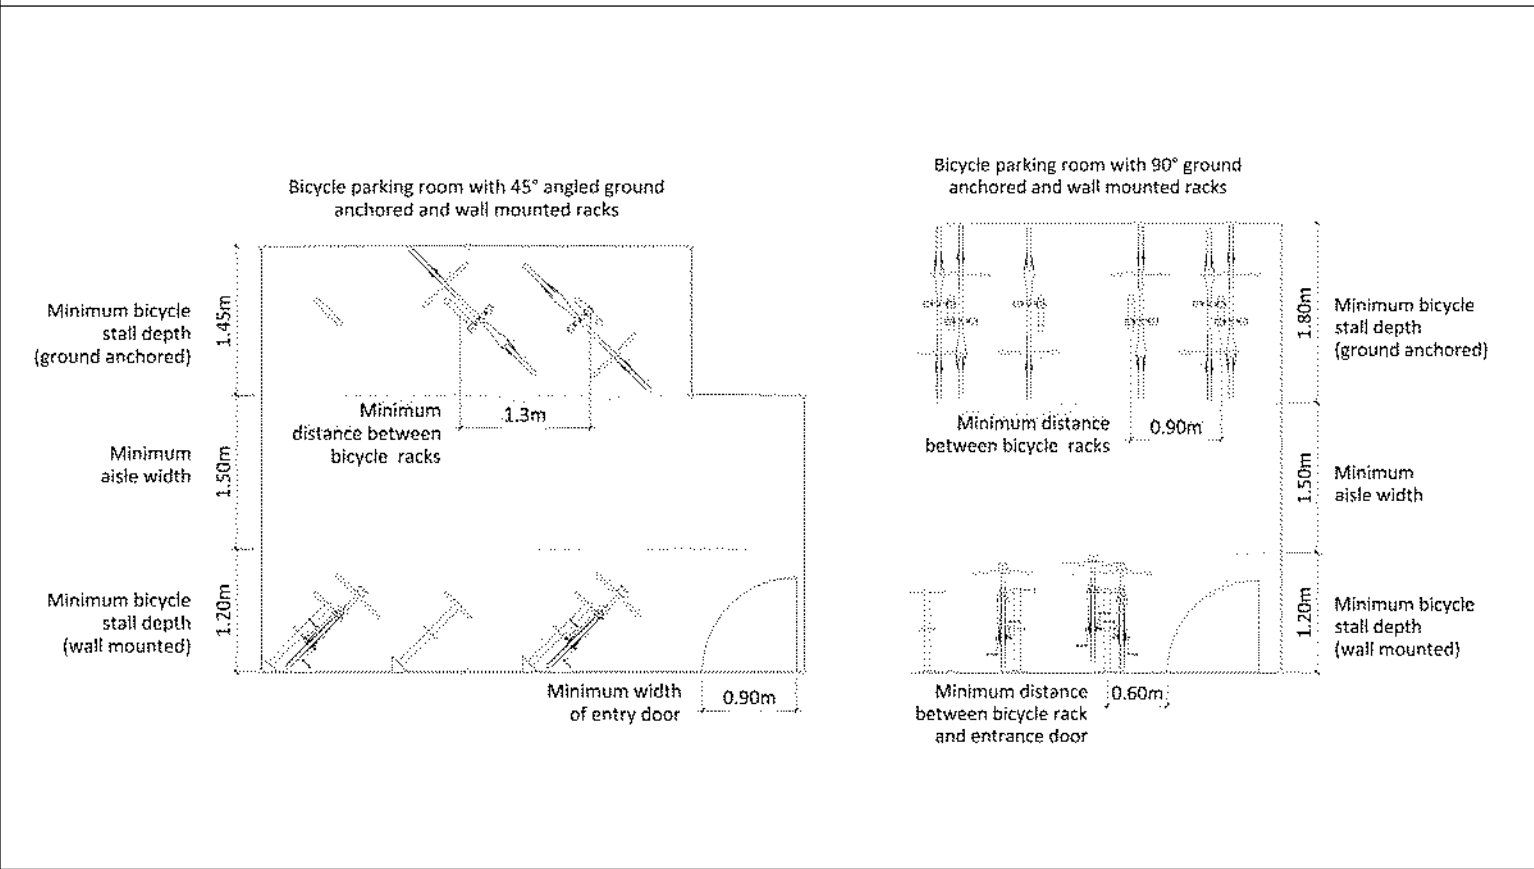 Bicycle parking room with 45° angled ground
anchored and wall mounted racks
Minimum bicycle
stall depth
(ground anchored)
1.45m
Minimum
distance between
bicycle racks
1.3m
Minimum
aisle width
1.50m
Minimum bicycle
stall depth
(wall mounted)
1.20m
Minimum width
of entry door
0.90m
Bicycle parking room with 90° ground
anchored and wall mounted racks
1.80m
Minimum bicycle
stall depth
(ground anchored)
Minimum distance
between bicycle racks
0.90m
1.50m
Minimum
aisle width
1.20m
Minimum bicycle
stall depth
(wall mounted)
Minimum distance
between bicycle rack
and entrance door
0.60m